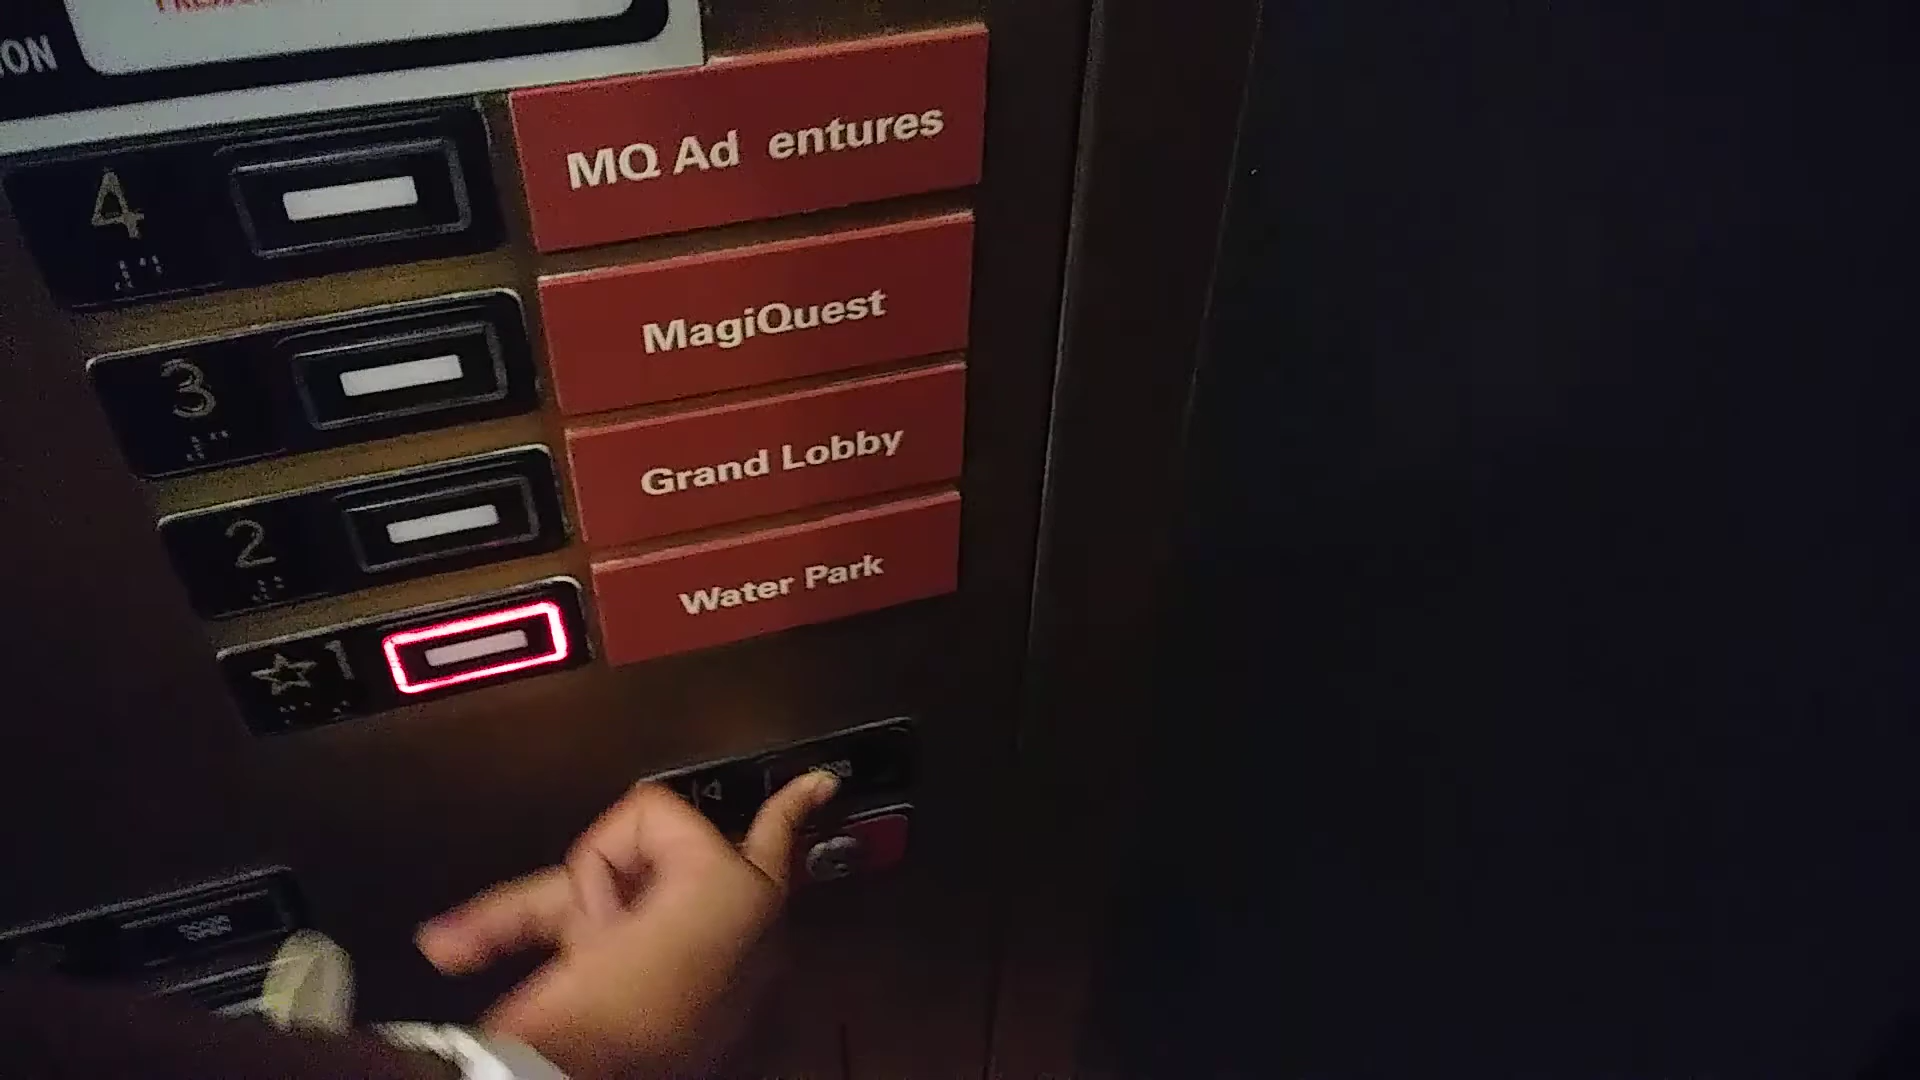 ON
4
MQ Ad entures
3
MagiQuest
2
Grand Lobby
☆1
Water Park